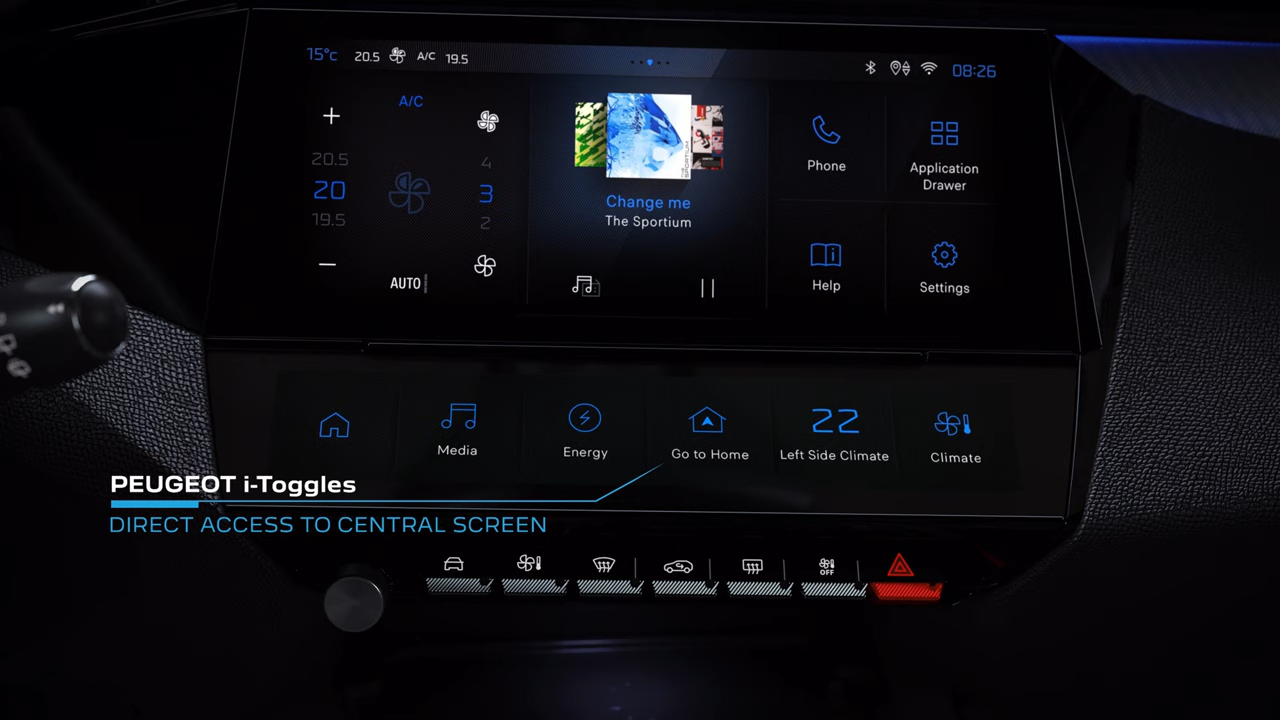 15°c 20.5 A/C 19.5 08:26
A/C
20.5
20
19.5
4
3
2
AUTO
THE SPORTIUM
Change me
The Sportium
Phone
Application
Drawer
Help
Settings
Media
Energy
Go to Home
22
Left Side Climate
Climate
PEUGEOT i-Toggles
DIRECT ACCESS TO CENTRAL SCREEN
OFF